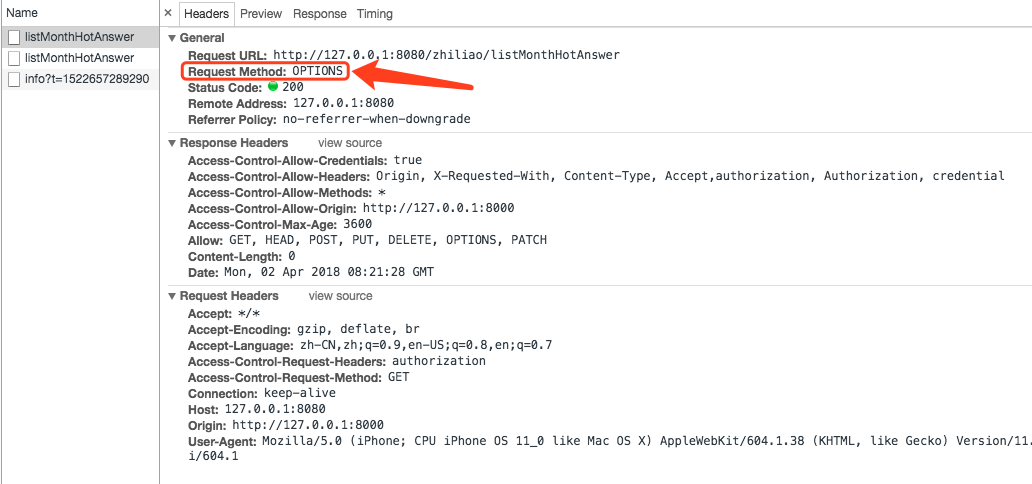 Name
listMonthHotAnswer
listMonthHotAnswer
info?t=1522657289290
× Headers Preview Response Timing
General
Request URL: http://127.0.0.1:8080/zhiliao/listMonthHotAnswer
Request Method: OPTIONS
Status Code: 200
Remote Address: 127.0.0.1:8080
Referrer Policy: no-referrer-when-downgrade
Response Headers view source
Access-Control-Allow-Credentials: true
Access-Control-Allow-Headers: Origin, X-Requested-With, Content-Type, Accept,authorization, Authorization, credential
Access-Control-Allow-Methods: *
Access-Control-Allow-Origin: http://127.0.0.1:8000
Access-Control-Max-Age: 3600
Allow: GET, HEAD, POST, PUT, DELETE, OPTIONS, PATCH
Content-Length: 0
Date: Mon, 02 Apr 2018 08:21:28 GMT
Request Headers view source
Accept: */*
Accept-Encoding: gzip, deflate, br
Accept-Language: zh-CN,zh;q=0.9,en-US;q=0.8,en;q=0.7
Access-Control-Request-Headers: authorization
Access-Control-Request-Method: GET
Connection: keep-alive
Host: 127.0.0.1:8080
Origin: http://127.0.0.1:8000
User-Agent: Mozilla/5.0 (iPhone; CPU iPhone OS 11_0 like Mac OS X) AppleWebKit/604.1.38 (KHTML, like Gecko) Version/11.
i/604.1